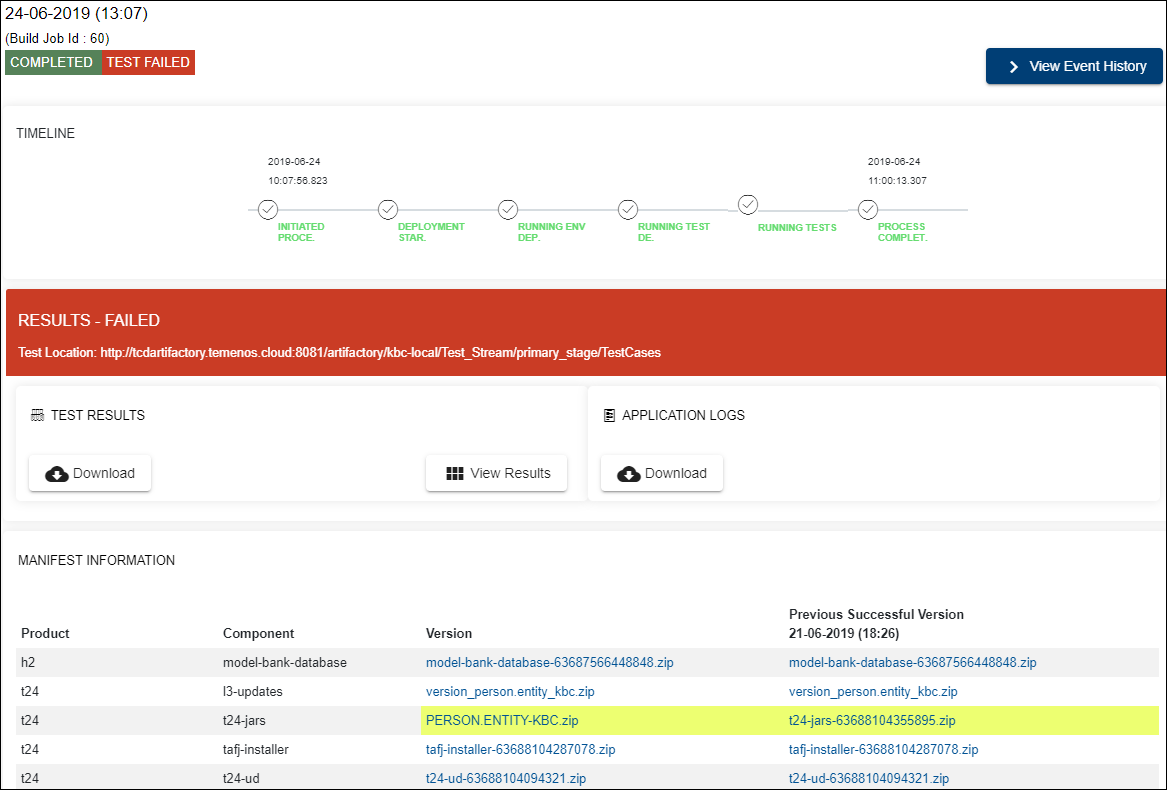 24-06-2019 (13:07)
(Build Job Id : 60)
COMPLETED TEST FAILED
View Event History
TIMELINE
2019-06-24 2019-06-24
10:07:56.823 11:00:13.307
INITIATED DEPLOYMENT RUNNING ENV RUNNING TEST RUNNING TESTS PROCESS
PROCE. STAR. DEP. DE. COMPLET.
RESULTS - FAILED
Test Location: http://tcdartifactory.temenos.cloud:8081/artifactory/kbc-local/Test_Stream/primary_stage/TestCases
TEST RESULTS APPLICATION LOGS
Download View Results Download
MANIFEST INFORMATION
Previous Successful Version
Product Component Version 21-06-2019 (18:26)
h2 model-bank-database model-bank-database-63687566448848.zip model-bank-database-63687566448848.zip
t24 l3-updates version_person.entity_kbc.zip version_person.entity_kbc.zip
t24 t24-jars PERSON.ENTITY-KBC.zip t24-jars-63688104355895.zip
t24 tafj-installer tafj-installer-63688104287078.zip tafj-installer-63688104287078.zip
t24 t24-ud t24-ud-63688104094321.zip t24-ud-63688104094321.zip